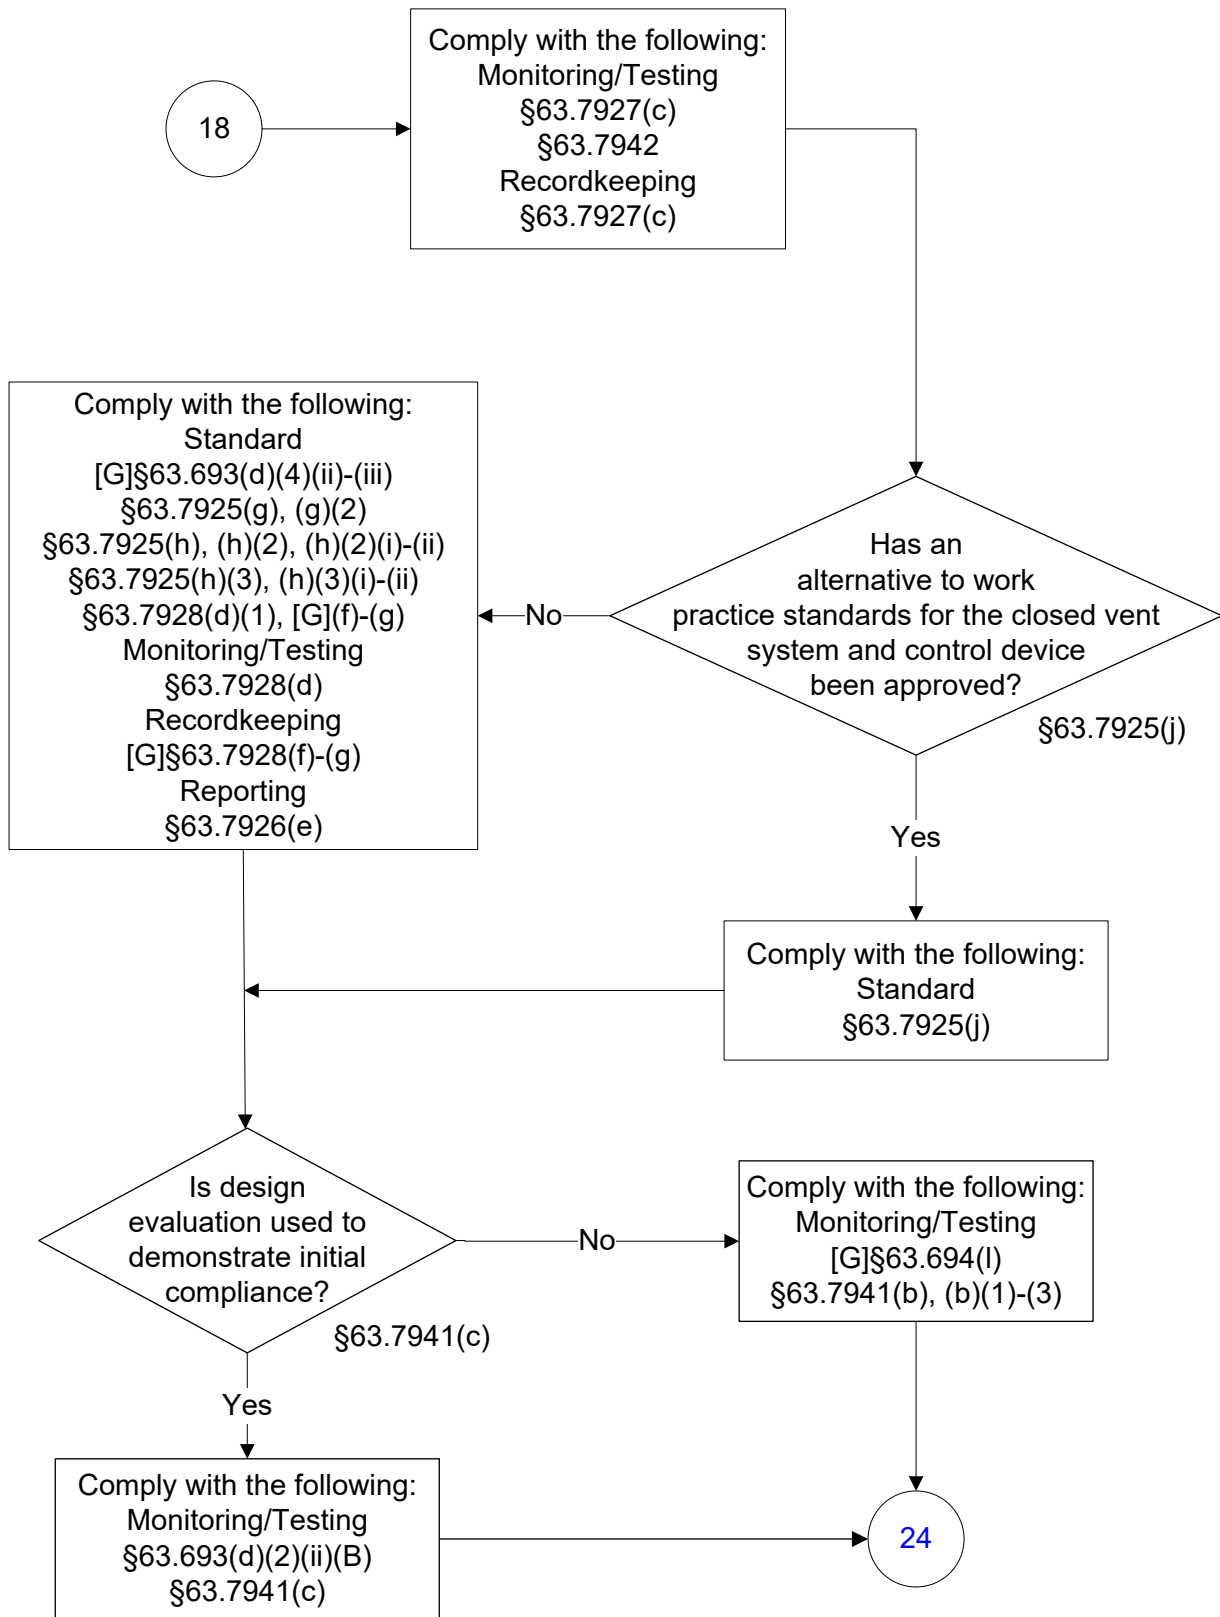 18
Comply with the following:
Monitoring/Testing
§63.7927(c)
§63.7942
Recordkeeping
§63.7927(c)
Comply with the following:
Standard
[G]§63.693(d)(4)(ii)-(iii)
§63.7925(g), (g)(2)
§63.7925(h), (h)(2), (h)(2)(i)-(ii)
§63.7925(h)(3), (h)(3)(i)-(ii)
§63.7928(d)(1), [G](f)-(g)
Monitoring/Testing
§63.7928(d)
Recordkeeping
[G]§63.7928(f)-(g)
Reporting
§63.7926(e)
No
Has an
alternative to work
practice standards for the closed vent
system and control device
been approved?
§63.7925(j)
Yes
Comply with the following:
Standard
§63.7925(j)
Is design
evaluation used to
demonstrate initial
compliance?
§63.7941(c)
No
Comply with the following:
Monitoring/Testing
[G]§63.694(l)
§63.7941(b), (b)(1)-(3)
Yes
Comply with the following:
Monitoring/Testing
§63.693(d)(2)(ii)(B)
§63.7941(c)
24